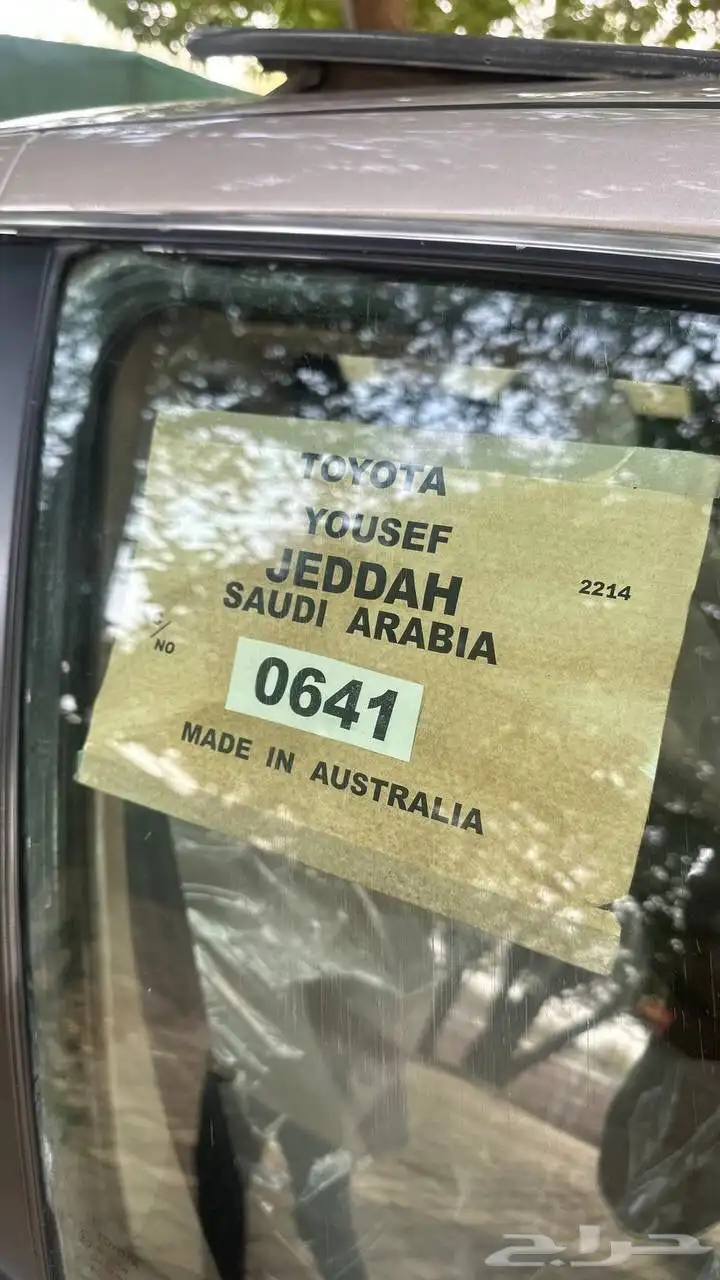 TOYOTA
YOUSEF
JEDDAH
2214
SAUDI ARABIA
C/NO
0641
MADE IN AUSTRALIA
حراج